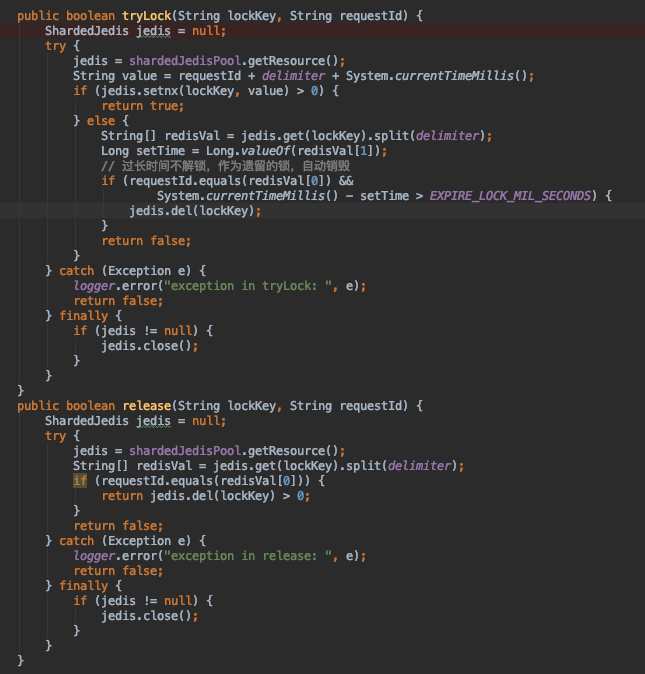 public boolean tryLock(String lockKey, String requestId) {
    ShardedJedis jedis = null;
    try {
        jedis = shardedJedisPool.getResource();
        String value = requestId + delimiter + System.currentTimeMillis();
        if (jedis.setnx(lockKey, value) > 0) {
            return true;
        } else {
            String[] redisVal = jedis.get(lockKey).split(delimiter);
            Long setTime = Long.valueOf(redisVal[1]);
            // 过长时间不解锁，作为遗留的锁，自动销毁
            if (requestId.equals(redisVal[0]) &&
                    System.currentTimeMillis() - setTime > EXPIRE_LOCK_MIL_SECONDS) {
                jedis.del(lockKey);
            }
            return false;
        }
    } catch (Exception e) {
        logger.error("exception in tryLock: ", e);
        return false;
    } finally {
        if (jedis != null) {
            jedis.close();
        }
    }
}
public boolean release(String lockKey, String requestId) {
    ShardedJedis jedis = null;
    try {
        jedis = shardedJedisPool.getResource();
        String[] redisVal = jedis.get(lockKey).split(delimiter);
        if (requestId.equals(redisVal[0])) {
            return jedis.del(lockKey) > 0;
        }
        return false;
    } catch (Exception e) {
        logger.error("exception in release: ", e);
        return false;
    } finally {
        if (jedis != null) {
            jedis.close();
        }
    }
}